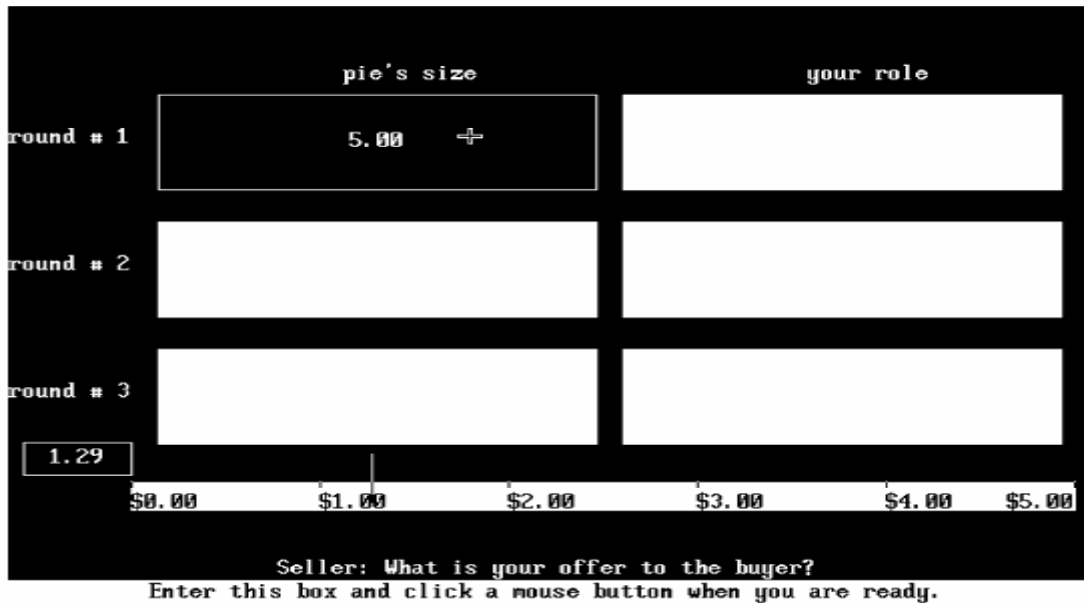 pie's size your role
round # 1 5.00
round # 2
round # 3
1.29
$0.00 $1.00 $2.00 $3.00 $4.00 $5.00
Seller: What is your offer to the buyer?
Enter this box and click a mouse button when you are ready.